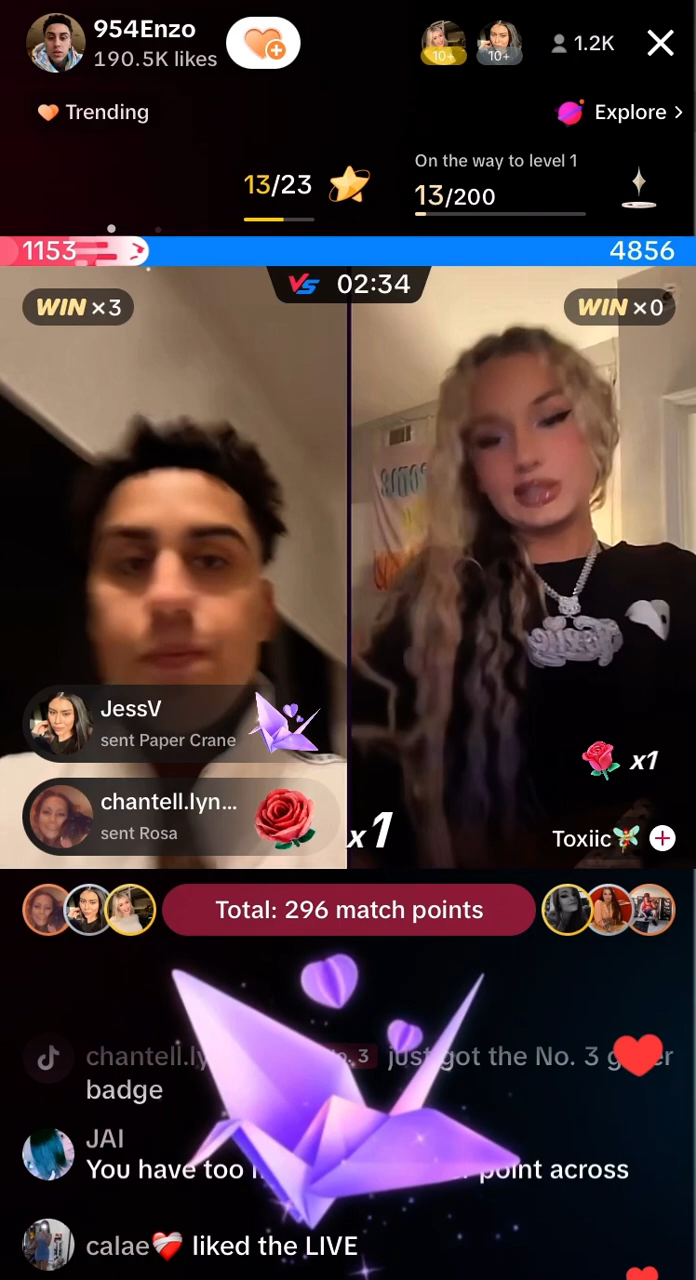 954Enzo
190.5K likes
10+
10+
1.2K
Trending
Explore >
13/23
On the way to level 1
13/200
1153
4856
VS 02:34
WIN ×3
WIN ×0
JessV
sent Paper Crane
x1
chantell.lyn...
sent Rosa
x1
Toxiic
Total: 296 match points
chantell.ly
. 3 just got the No. 3
badge
JAI
You have too
point across
calae liked the LIVE